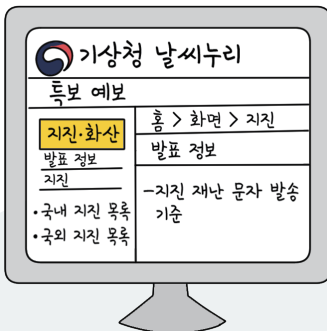 기상청 날씨누리
특보 예보
지진·화산
발표 정보
지진
• 국내 지진 목록
• 국외 지진 목록
홈 > 화면 > 지진
발표 정보
-지진 재난 문자 발송
기준